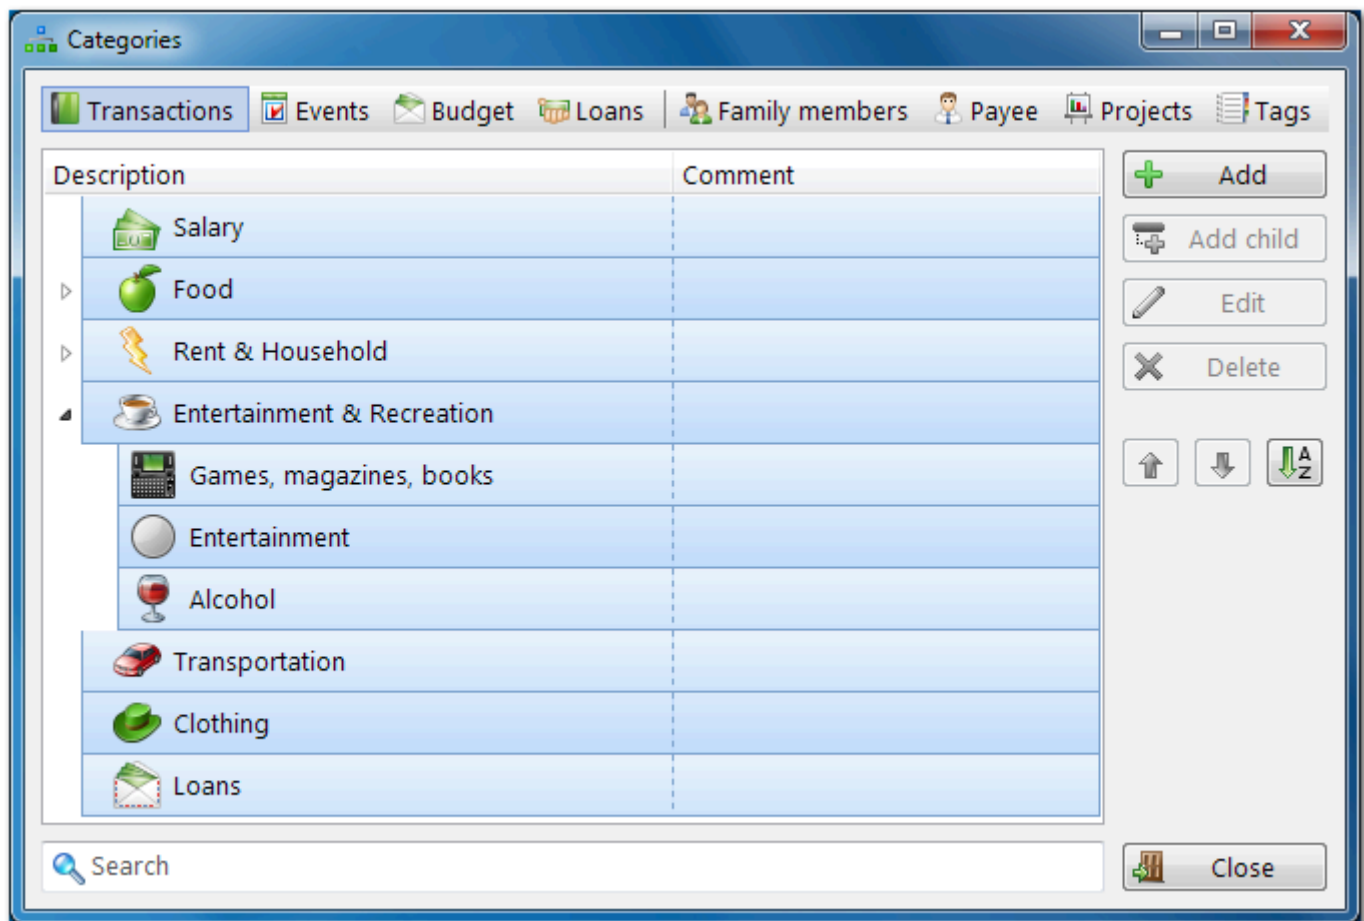 Categories
Transactions Events Budget Loans Family members Payee Projects Tags
Description Comment
Add
Salary
Add child
Food
Edit
Rent & Household
Delete
Entertainment & Recreation
Games, magazines, books
A
Z
Entertainment
Alcohol
Transportation
Clothing
Loans
Search
Close